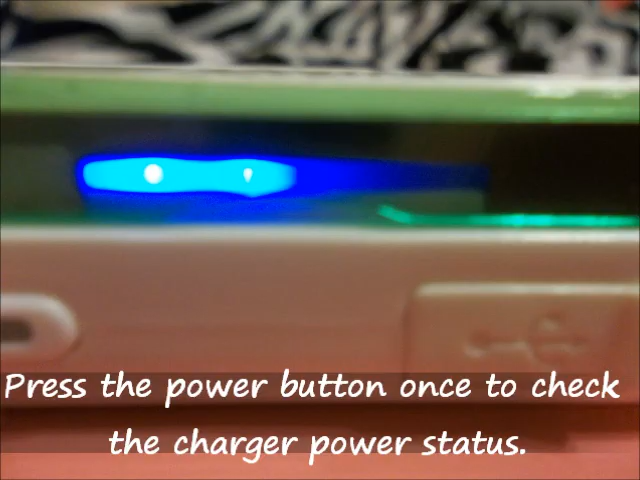 Press the power button once to check
the charger power status.